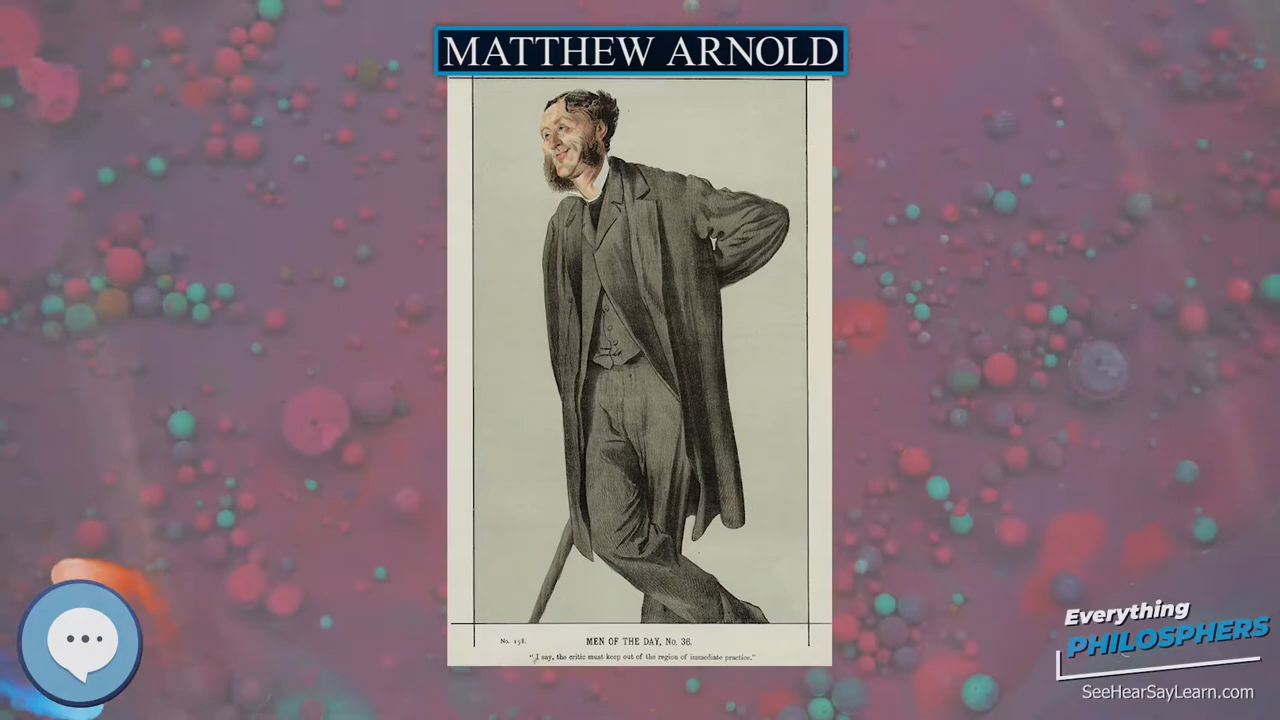 MATTHEW ARNOLD
No. 158.
MEN OF THE DAY, No. 36.
"I say, the critic must keep out of the region of immediate practice."
Everything
PHILOSPHERS
SeeHearSayLearn.com